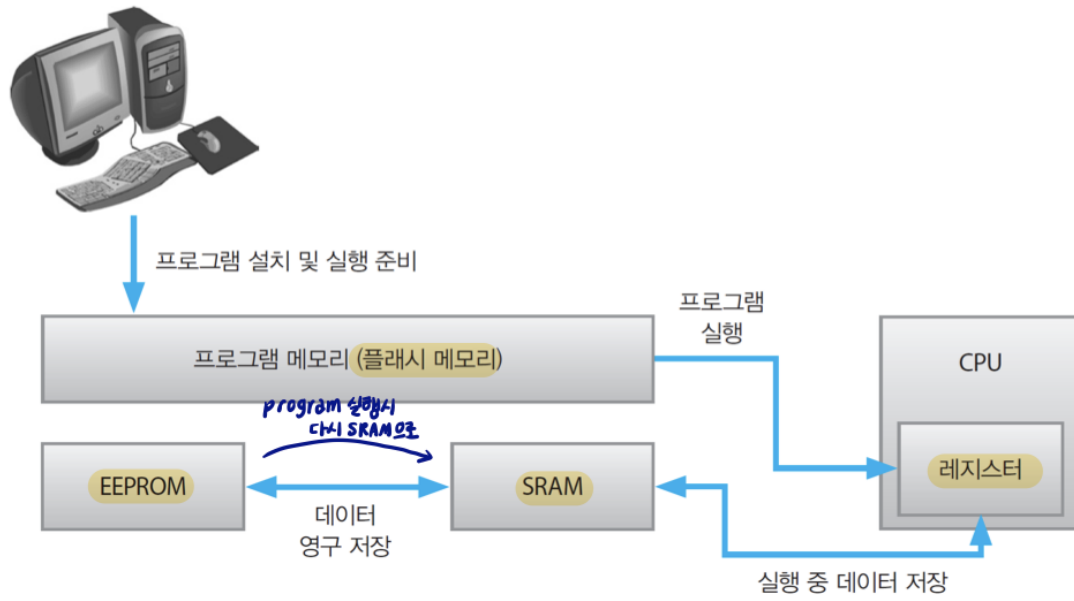 프로그램 설치 및 실행 준비
프로그램
실행
프로그램 메모리 (플래시 메모리)
CPU
program 실행시
다시 SRAM으로
레지스터
EEPROM
SRAM
데이터
영구 저장
실행 중 데이터 저장